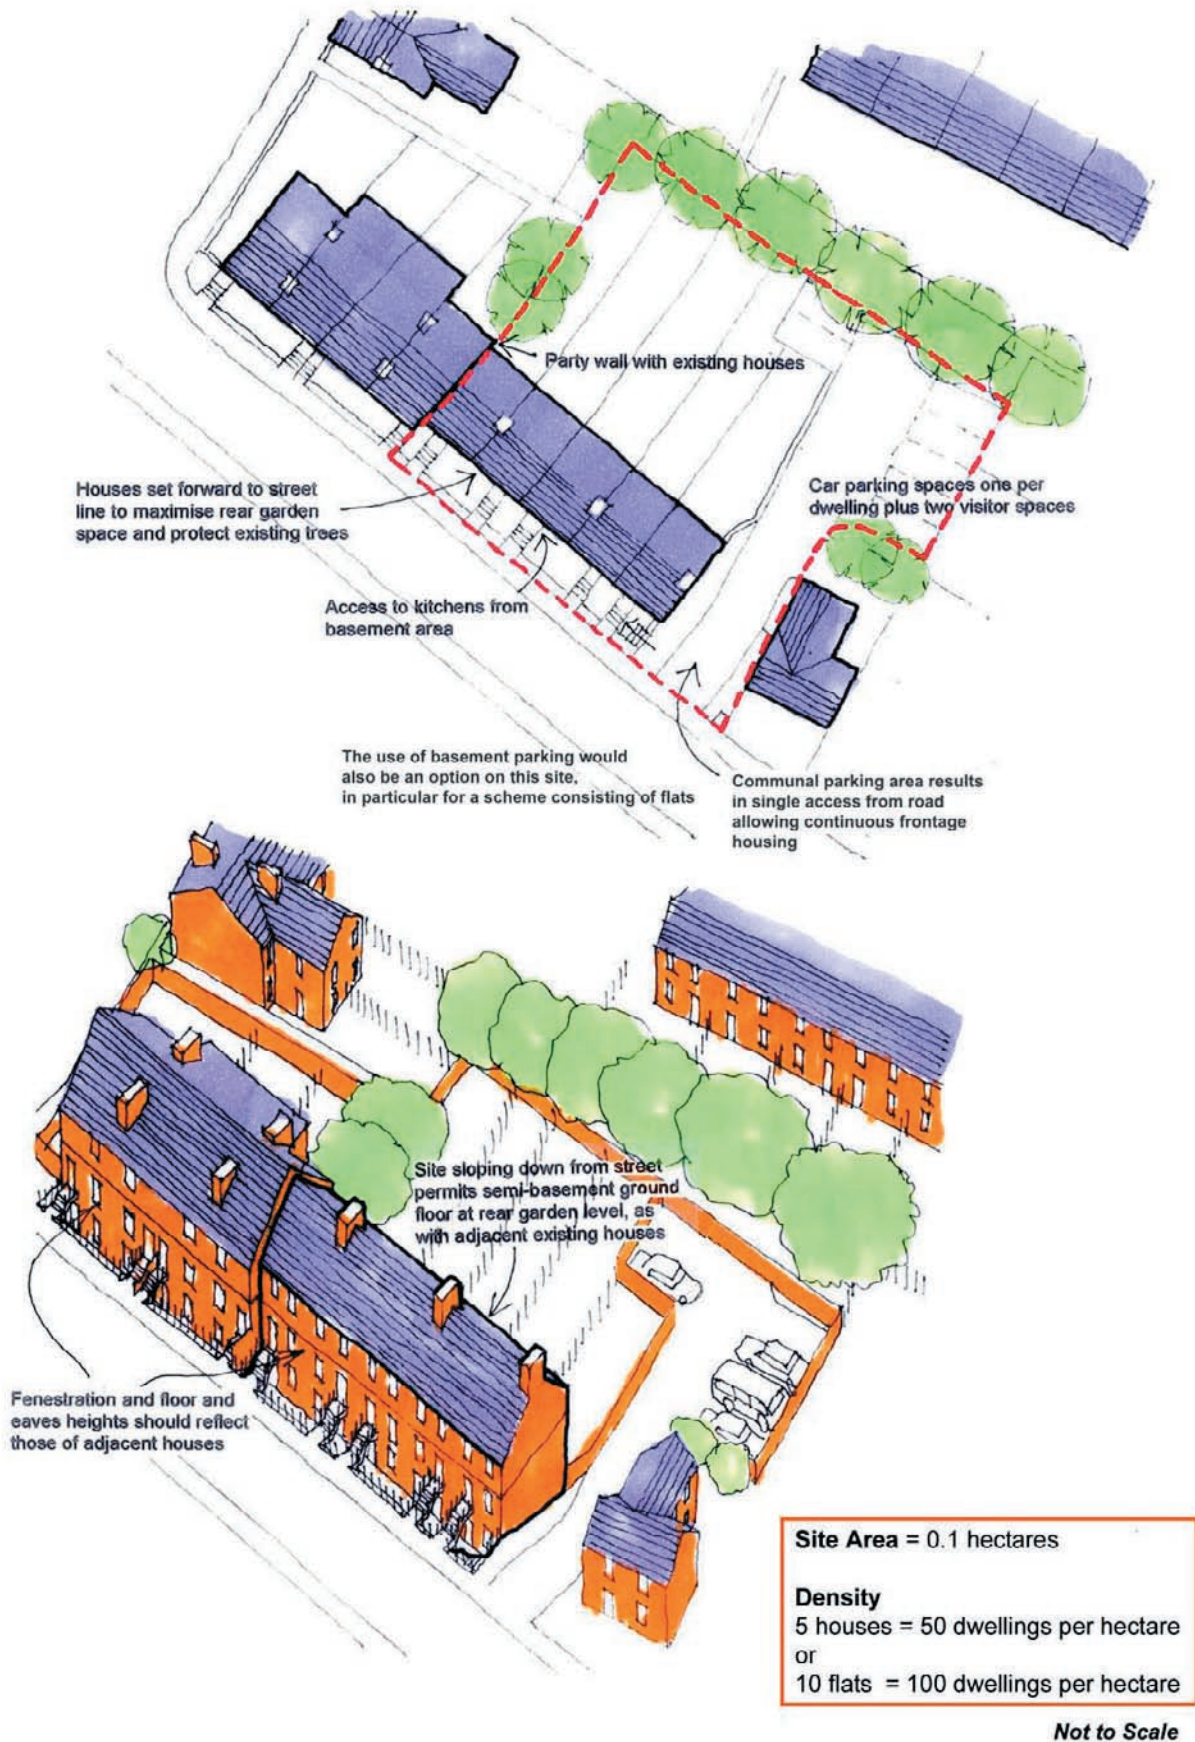 Party wall with existing houses
Houses set forward to street
line to maximise rear garden
space and protect existing trees
Car parking spaces one per
dwelling plus two visitor spaces
Access to kitchens from
basement area
The use of basement parking would
also be an option on this site,
in particular for a scheme consisting of flats
Communal parking area results
in single access from road
allowing continuous frontage
housing
Site sloping down from street
permits semi-basement ground
floor at rear garden level, as
with adjacent existing houses
Fenestration and floor and
eaves heights should reflect
those of adjacent houses
Site Area = 0.1 hectares
Density
5 houses = 50 dwellings per hectare
or
10 flats = 100 dwellings per hectare
Not to Scale